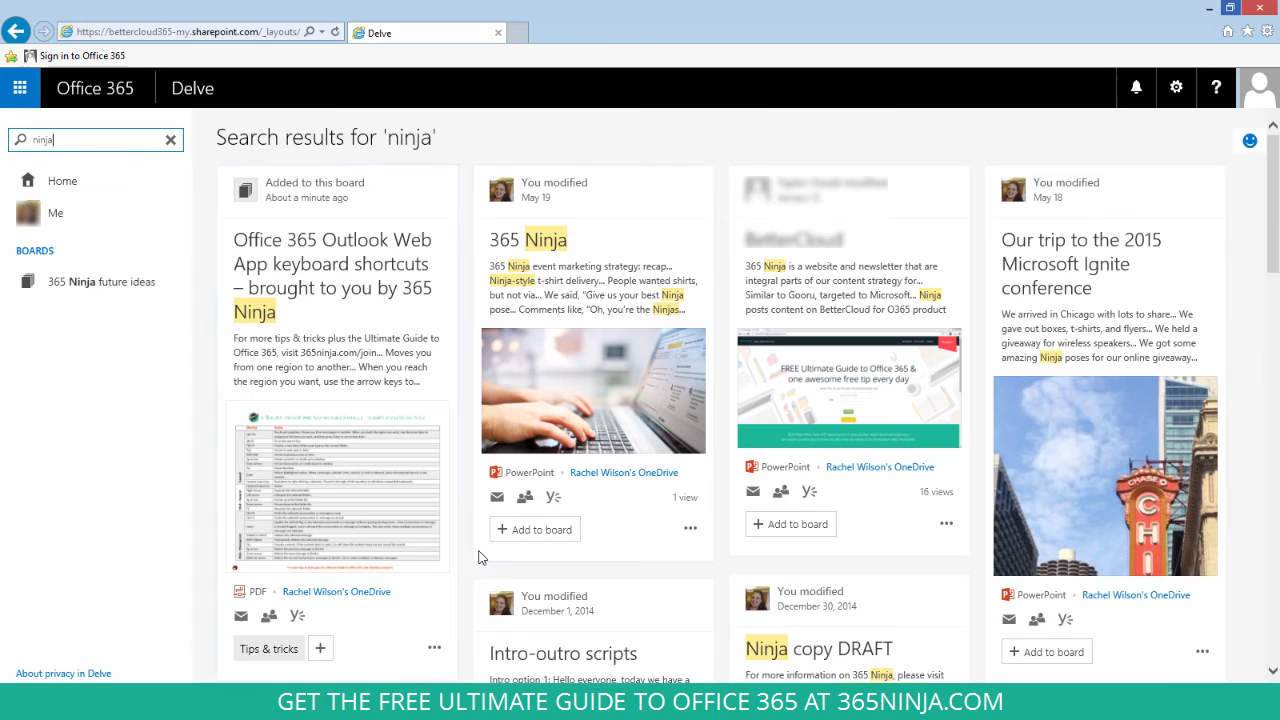 https://bettercloud365-my.sharepoint.com/_layouts/
Delve
Sign in to Office 365
Office 365
Delve
ninja
Home
Me
BOARDS
365 Ninja future ideas
About privacy in Delve
Search results for 'ninja'
Added to this board
About a minute ago
Office 365 Outlook Web
App keyboard shortcuts
– brought to you by 365
Ninja
For more tips & tricks plus the Ultimate Guide to
Office 365, visit 365ninja.com/join... Moves you
from one region to another... When you reach
the region you want, use the arrow keys to...
PDF • Rachel Wilson's OneDrive
Tips & tricks
You modified
May 19
365 Ninja
365 Ninja event marketing strategy: recap...
Ninja-style t-shirt delivery... People wanted shirts,
but not via... We said, "Give us your best Ninja
pose... Comments like, "Oh, you're the Ninjas...
PowerPoint • Rachel Wilson's OneDrive
1 view
+ Add to board
You modified
December 1, 2014
Intro-outro scripts
Intro option 1: Hello everyone, today we have a
BetterCloud
365 Ninja is a website and newsletter that are
integral parts of our content strategy for...
Similar to Gooru, targeted to Microsoft... Ninja
posts content on BetterCloud for O365 product
FREE Ultimate Guide to Office 365 &
one awesome free tip every day
PowerPoint • Rachel Wilson's OneDrive
16 views
+ Add to board
You modified
December 30, 2014
Ninja copy DRAFT
For more information on 365 Ninja, please visit
You modified
May 18
Our trip to the 2015
Microsoft Ignite
conference
We arrived in Chicago with lots to share... We
gave out boxes, t-shirts, and flyers... We held a
giveaway for wireless speakers... We got some
amazing Ninja poses for our online giveaway...
PowerPoint • Rachel Wilson's OneDrive
+ Add to board
GET THE FREE ULTIMATE GUIDE TO OFFICE 365 AT 365NINJA.COM